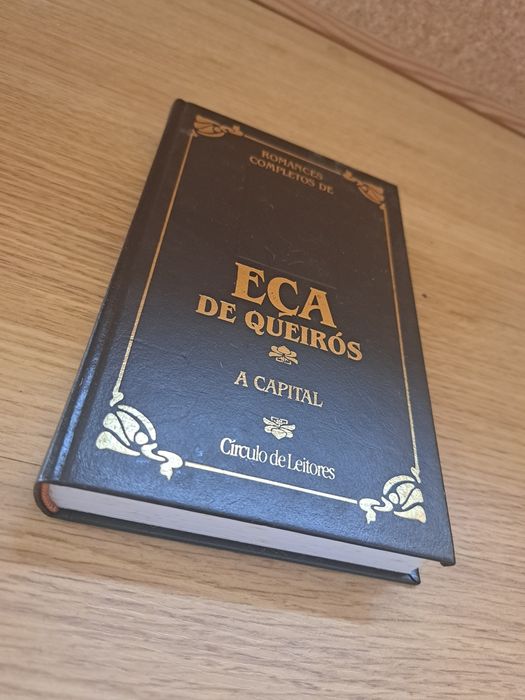 ROMANCES
COMPLETOS DE
EÇA
DE QUEIRÓS
A CAPITAL
Círculo de Leitores